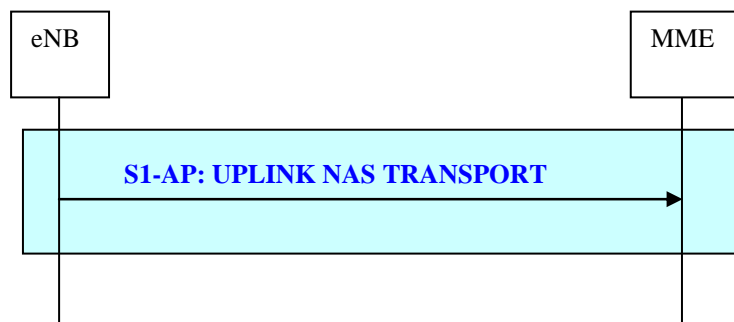 eNB
MME
S1-AP: UPLINK NAS TRANSPORT